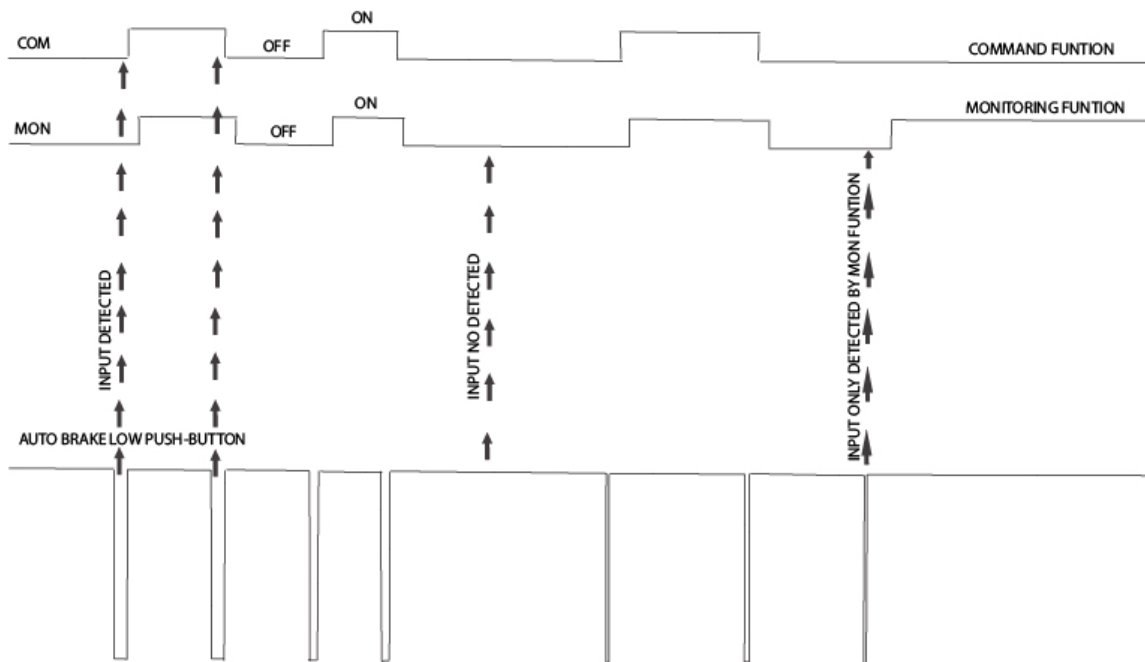 ON
COM
OFF
COMMAND FUNTION
ON
MONITORING FUNTION
MON
OFF
INPUT DETECTED
INPUT NO DETECTED
INPUT ONLY DETECTED BY MON FUNTION
AUTO BRAKE LOW PUSH-BUTTON